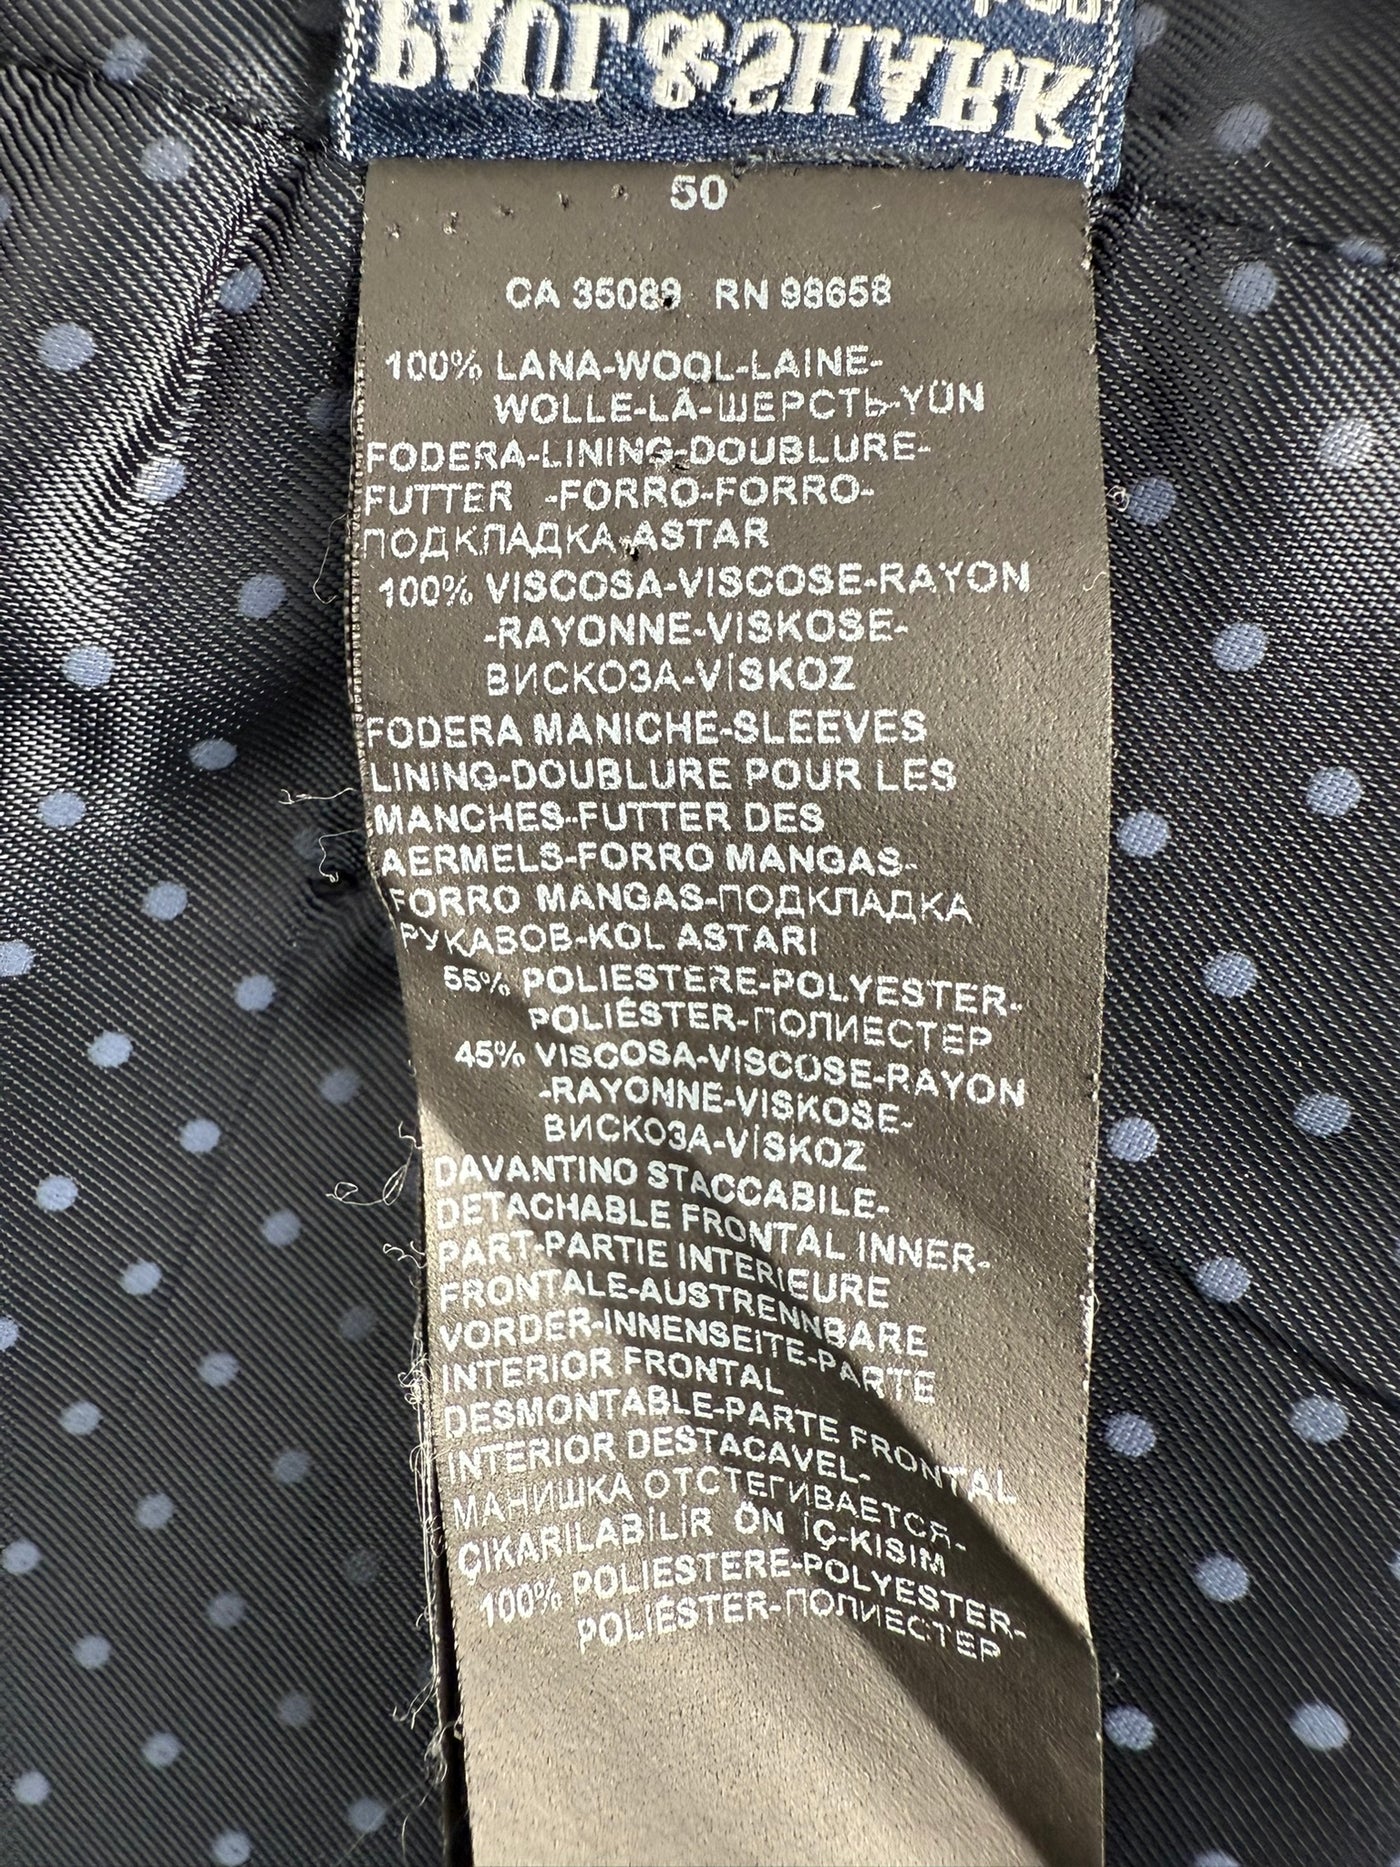 PAUL & SHARK
50
CA 35089 RN 98658
100% LANA-WOOL-LAINE-
WOLLE-LÃ-ШЕРСТЬ-YÜN
FODERA-LINING-DOUBLURE-
FUTTER -FORRO-FORRO-
ПОДКЛАДКА-ASTAR
100% VISCOSA-VISCOSE-RAYON
-RAYONNE-VISKOSE-
ВИСКОЗА-VİSKOZ
FODERA MANICHE-SLEEVES
LINING-DOUBLURE POUR LES
MANCHES-FUTTER DES
AERMELS-FORRO MANGAS-
FORRO MANGAS-ПОДКЛАДКА
РУКАВОВ-KOL ASTARI
55% POLIESTERE-POLYESTER-
POLIÉSTER-ПОЛИЕСТЕР
45% VISCOSA-VISCOSE-RAYON
-RAYONNE-VISKOSE-
ВИСКОЗА-VİSKOZ
DAVANTINO STACCABILE-
DETACHABLE FRONTAL INNER-
PART-PARTIE INTERIEURE
FRONTALE-AUSTRENNBARE
VORDER-INNENSEITE-PARTE
INTERIOR FRONTAL
DESMONTABLE-PARTE FRONTAL
INTERIOR DESTACAVEL-
МАНИШКА ОТСТЕГИВАЕТСЯ-
ÇIKARILABİLİR ÖN İÇ-KISIM
100% POLIESTERE-POLYESTER-
POLIÉSTER-ПОЛИЕСТЕР